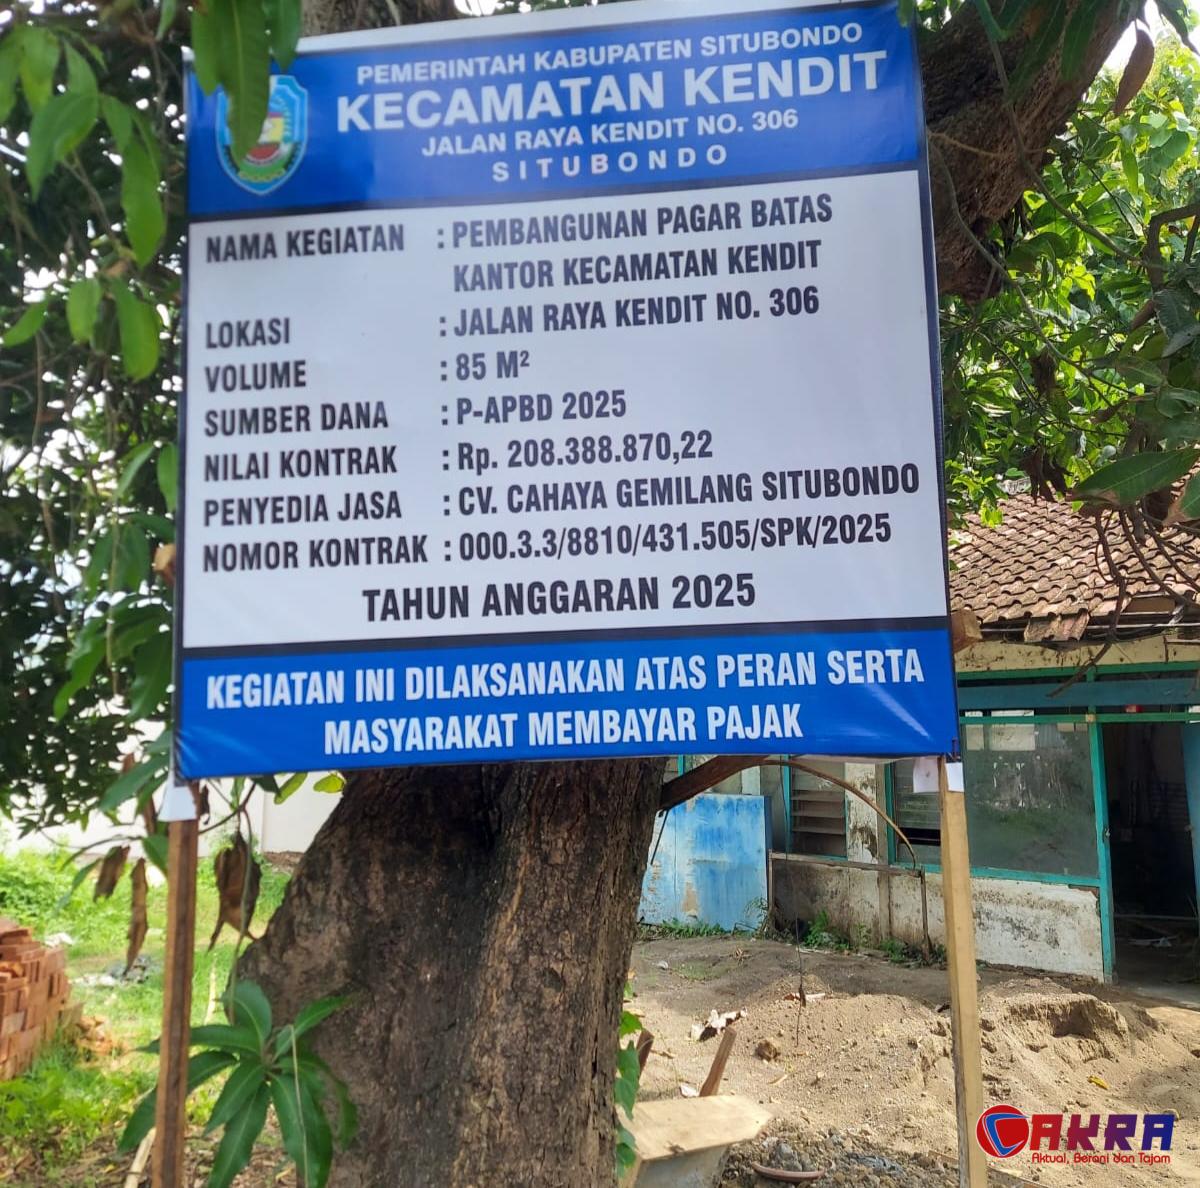 PEMERINTAH KABUPATEN SITUBONDO
KECAMATAN KENDIT
JALAN RAYA KENDIT NO. 306
SITUBONDO
NAMA KEGIATAN : PEMBANGUNAN PAGAR BATAS
KANTOR KECAMATAN KENDIT
LOKASI : JALAN RAYA KENDIT NO. 306
VOLUME : 85 M²
SUMBER DANA : P-APBD 2025
NILAI KONTRAK : Rp. 208.388.870,22
PENYEDIA JASA : CV. CAHAYA GEMILANG SITUBONDO
NOMOR KONTRAK : 000.3.3/8810/431.505/SPK/2025
TAHUN ANGGARAN 2025
KEGIATAN INI DILAKSANAKAN ATAS PERAN SERTA
MASYARAKAT MEMBAYAR PAJAK
CAKRA
Aktual, Berani dan Tajam